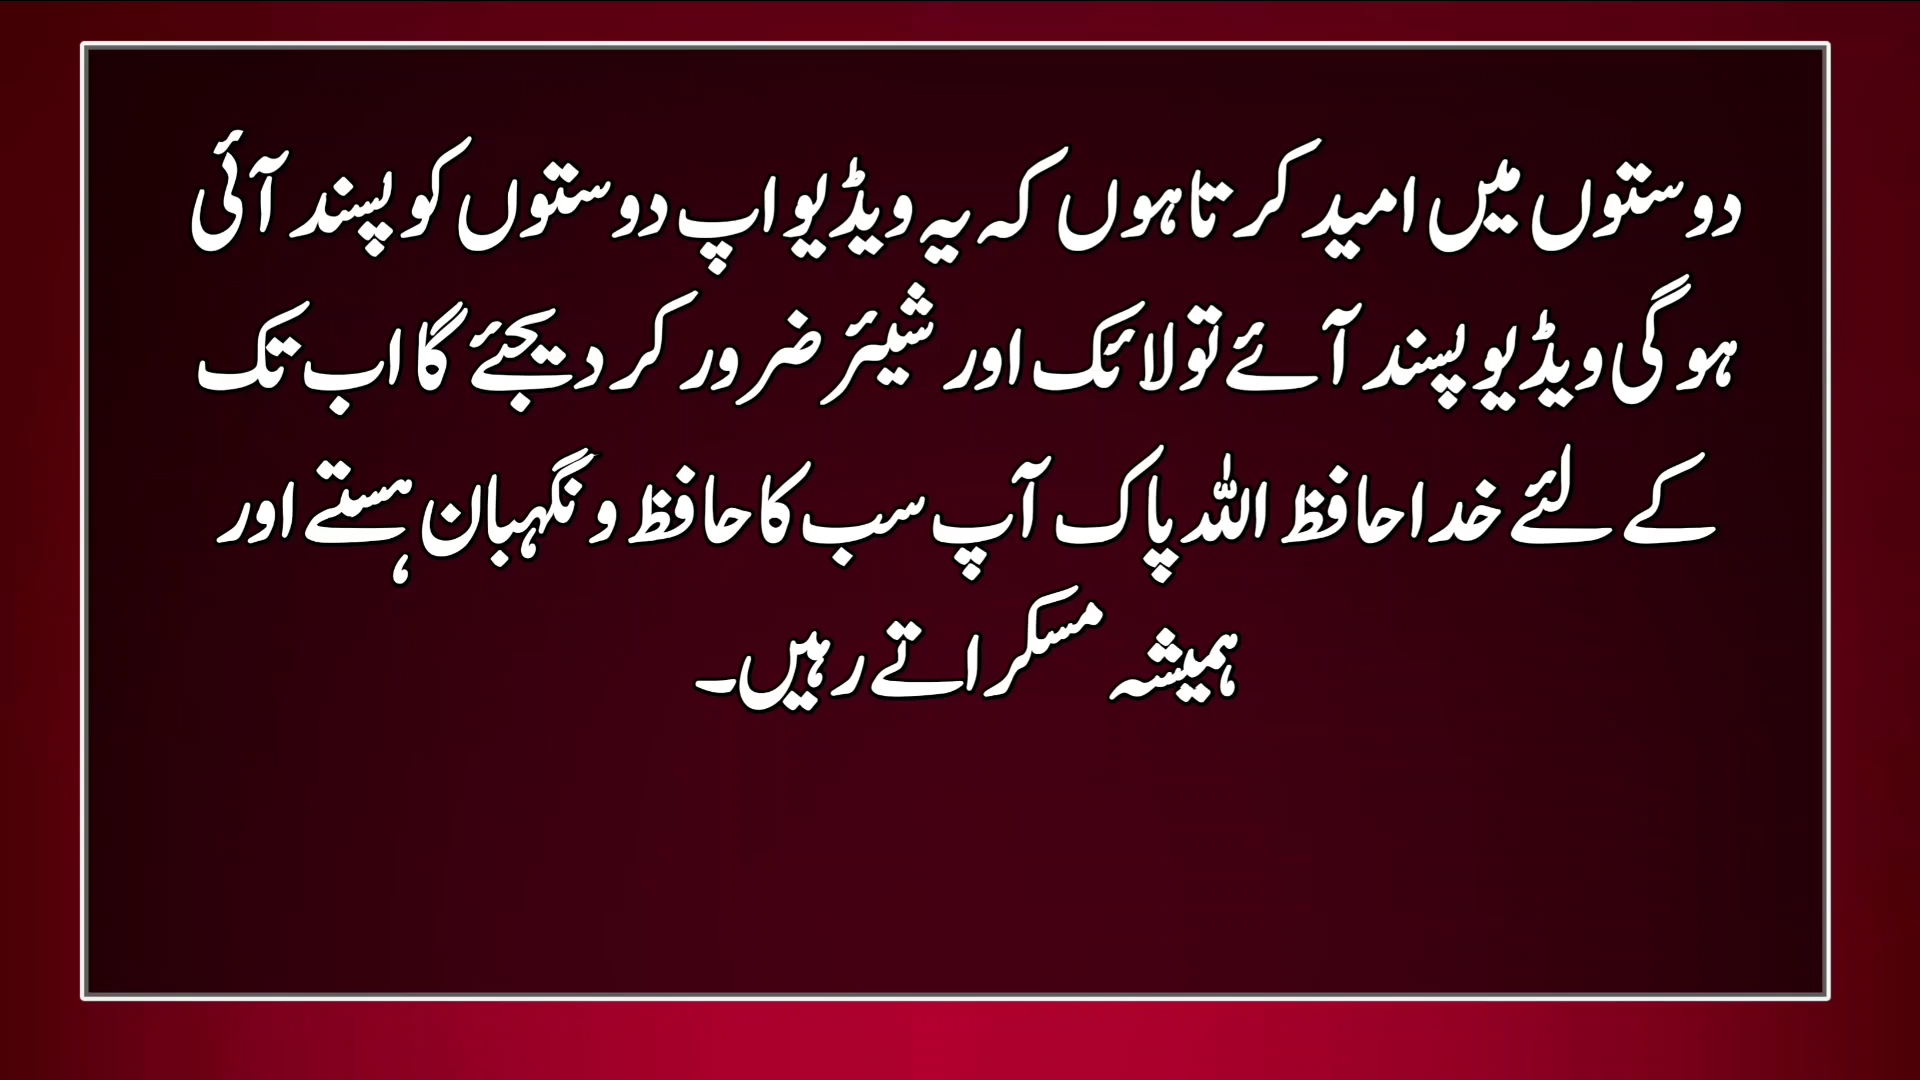 دوستوں میں امید کرتا ہوں کہ یہ ویڈیو اپ دوستوں کو پسند آئی
ہوگی ویڈیو پسند آئے تو لائک اور شیئر ضرور کر دیجئے گا اب تک
کے لئے خدا حافظ اللہ پاک آپ سب کا حافظ و نگہبان ہستے اور
ہمیشہ مسکراتے رہیں۔